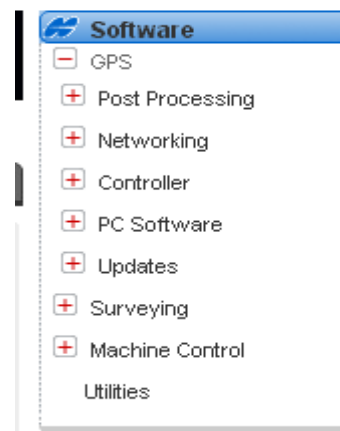 Software
GPS
Post Processing
Networking
Controller
PC Software
Updates
Surveying
Machine Control
Utilities